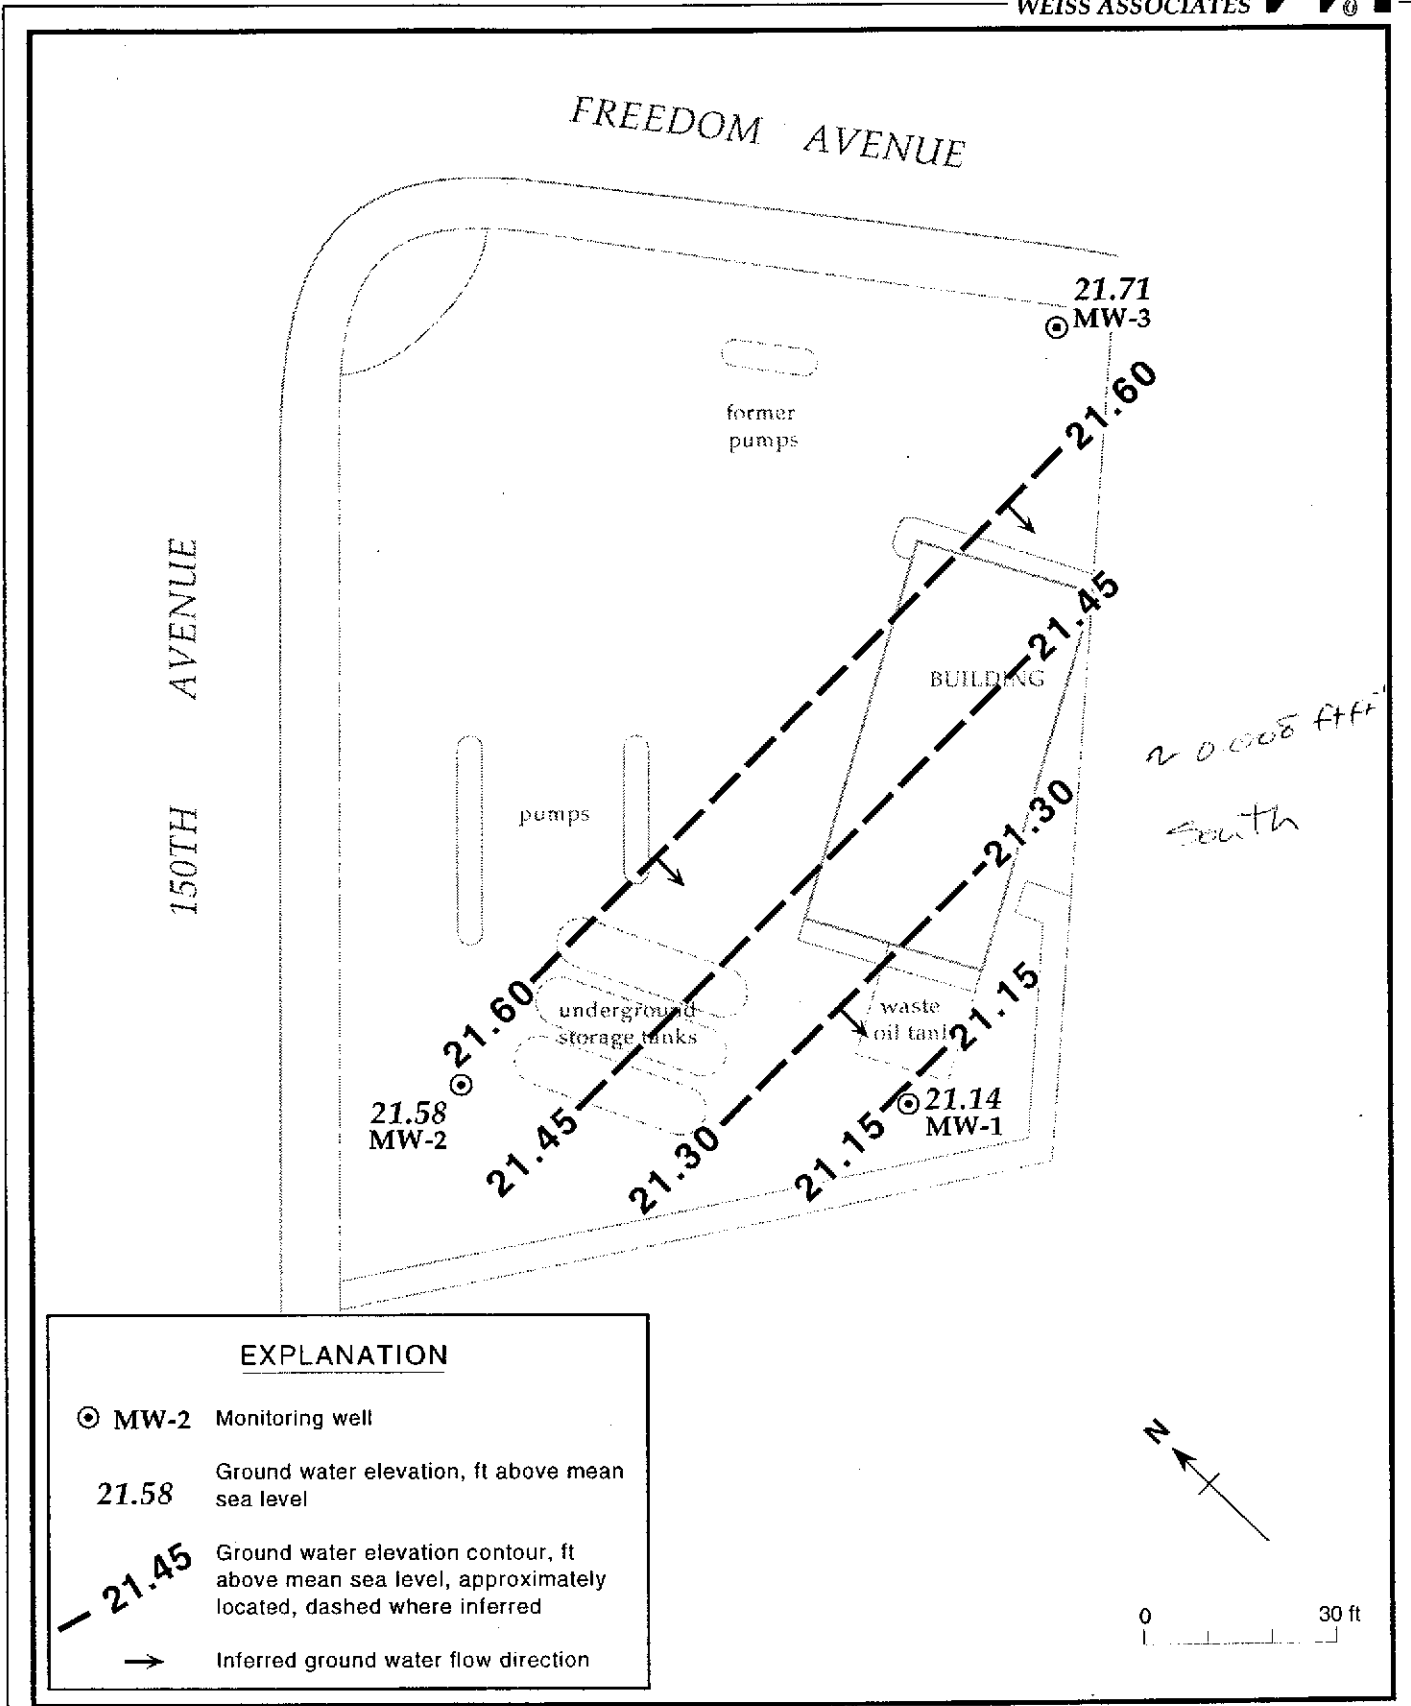 WEISS ASSOCIATES
FREEDOM AVENUE
21.71
MW-3
21.60
former
pumps
150TH AVENUE
21.45
BUILDING
~ 0.008 ft ft⁻¹
South
21.30
pumps
21.60
underground
storage tanks
waste
oil tank
21.15
21.58
MW-2
21.14
MW-1
21.45
21.30
21.15
EXPLANATION
MW-2 Monitoring well
21.58 Ground water elevation, ft above mean
sea level
21.45 Ground water elevation contour, ft
above mean sea level, approximately
located, dashed where inferred
Inferred ground water flow direction
N
0 30 ft